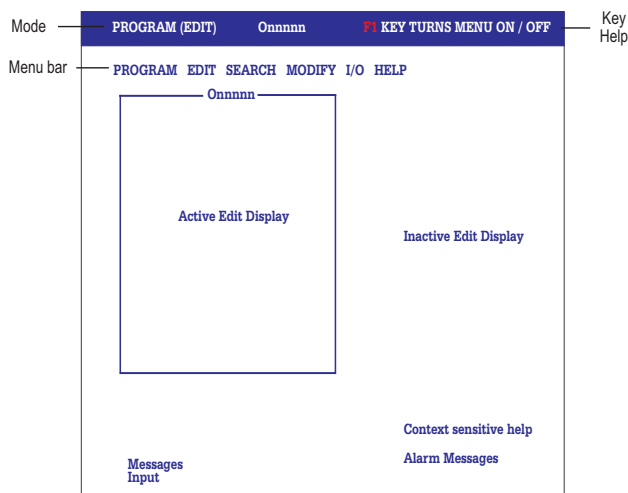 Mode
PROGRAM (EDIT) Onnnnn F1 KEY TURNS MENU ON / OFF
Key
Help
Menu bar
PROGRAM EDIT SEARCH MODIFY I/O HELP
Onnnnn
Active Edit Display
Inactive Edit Display
Context sensitive help
Alarm Messages
Messages
Input